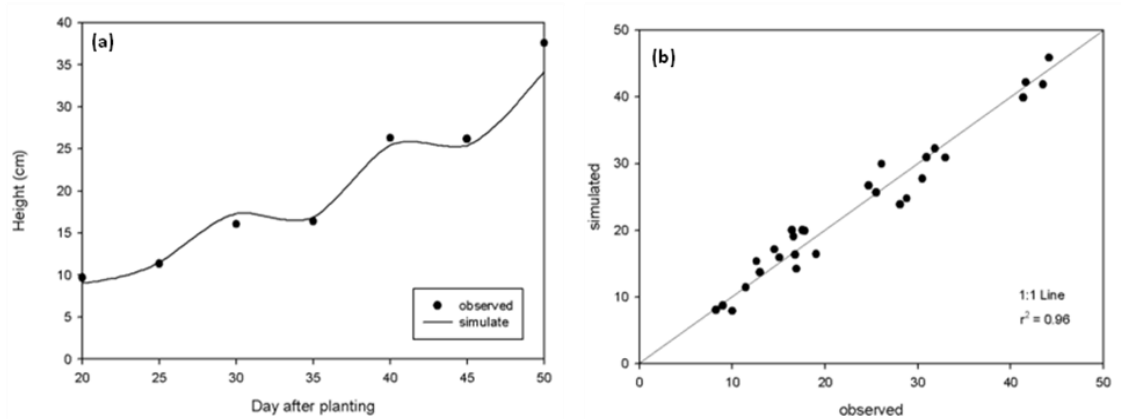 (a)
Height (cm)
40
35
30
25
20
15
10
5
0
observed
simulate
20 25 30 35 40 45 50
Day after planting
(b)
simulated
50
40
30
20
10
0
1:1 Line
r² = 0.96
0 10 20 30 40 50
observed